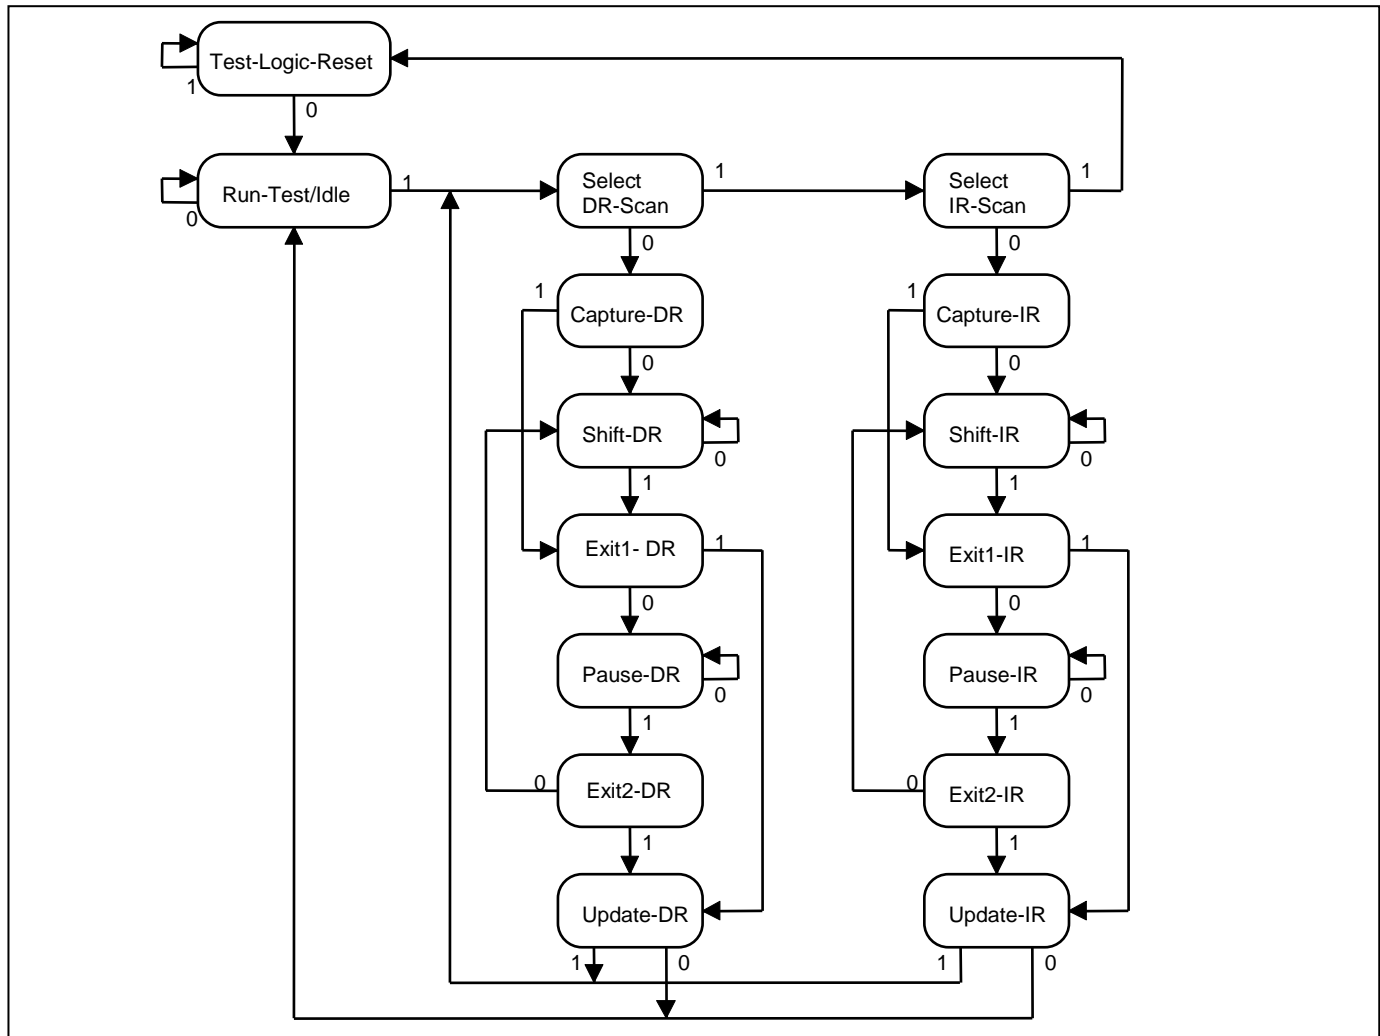 Test-Logic-Reset
1
0
Run-Test/Idle
0
1
Select
DR-Scan
1
0
Select
IR-Scan
1
0
1
Capture-DR
0
1
Capture-IR
0
Shift-DR
0
1
Shift-IR
0
1
Exit1- DR
1
0
Exit1-IR
1
0
Pause-DR
0
1
Pause-IR
0
1
0
Exit2-DR
1
0
Exit2-IR
1
Update-DR
1
0
Update-IR
1
0